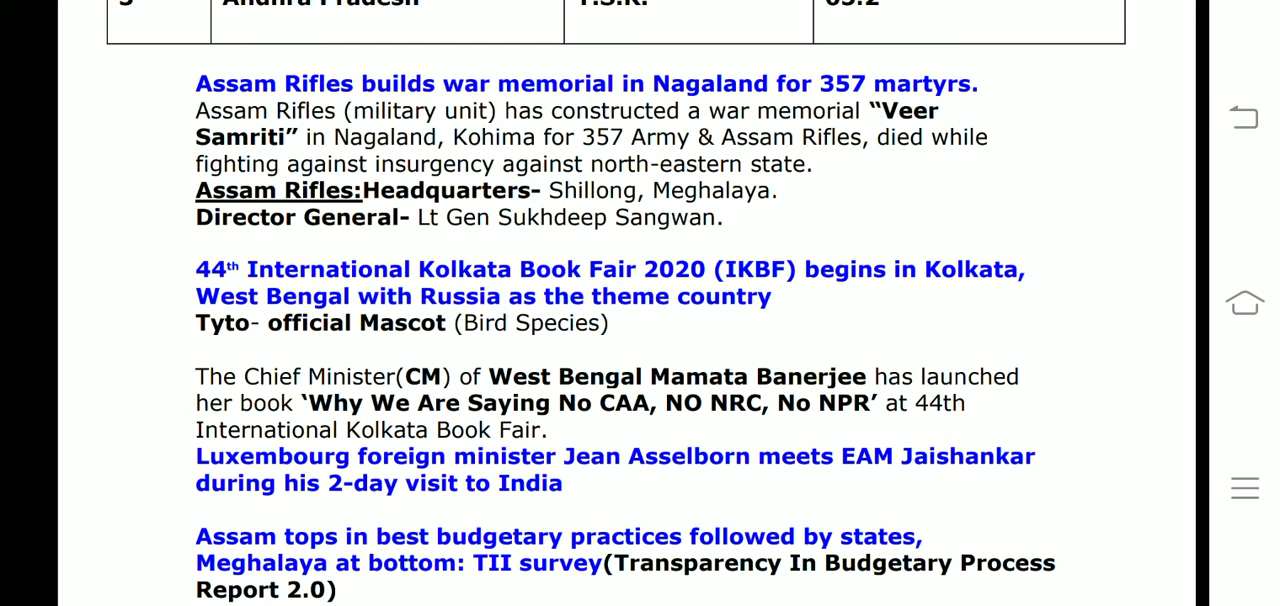 Assam Rifles builds war memorial in Nagaland for 357 martyrs.
Assam Rifles (military unit) has constructed a war memorial “Veer
Samriti” in Nagaland, Kohima for 357 Army & Assam Rifles, died while
fighting against insurgency against north-eastern state.
Assam Rifles:Headquarters- Shillong, Meghalaya.
Director General- Lt Gen Sukhdeep Sangwan.
44th International Kolkata Book Fair 2020 (IKBF) begins in Kolkata,
West Bengal with Russia as the theme country
Tyto- official Mascot (Bird Species)
The Chief Minister(CM) of West Bengal Mamata Banerjee has launched
her book ‘Why We Are Saying No CAA, NO NRC, No NPR’ at 44th
International Kolkata Book Fair.
Luxembourg foreign minister Jean Asselborn meets EAM Jaishankar
during his 2-day visit to India
Assam tops in best budgetary practices followed by states,
Meghalaya at bottom: TII survey(Transparency In Budgetary Process
Report 2.0)